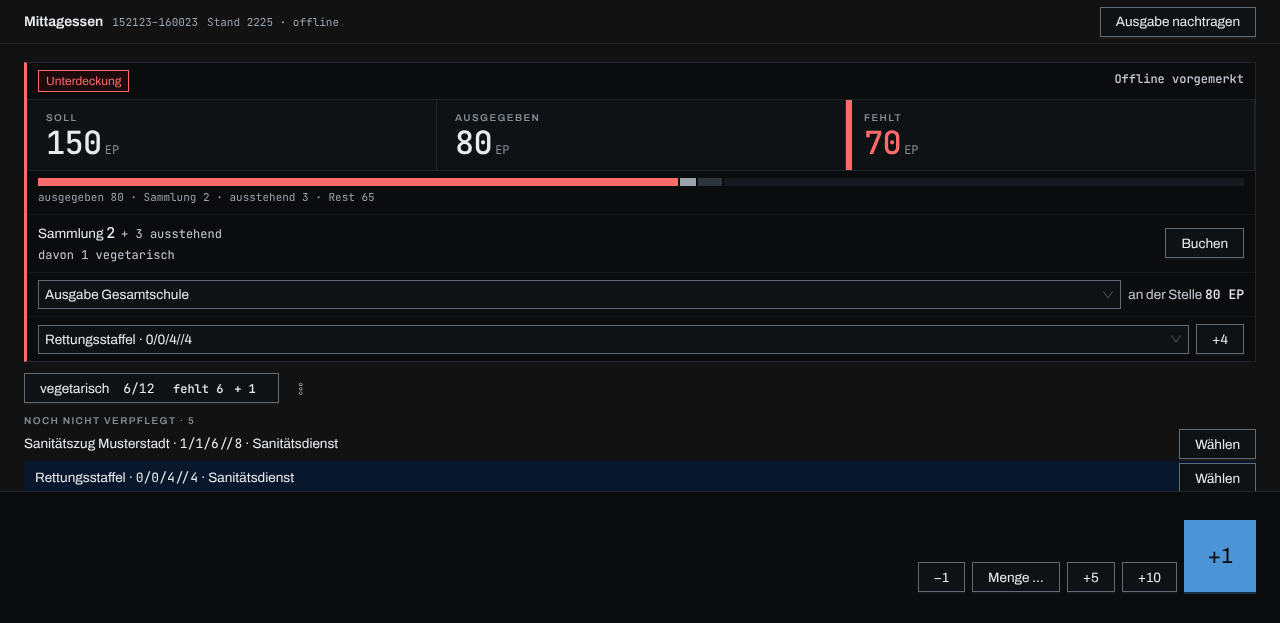 Mittagessen 152123–160023 Stand 2225 · offline
Ausgabe nachtragen
Unterdeckung
Offline vorgemerkt
SOLL
150 EP
AUSGEGEBEN
80 EP
FEHLT
70 EP
ausgegeben 80 · Sammlung 2 · ausstehend 3 · Rest 65
Sammlung 2 + 3 ausstehend
davon 1 vegetarisch
Buchen
Ausgabe Gesamtschule
an der Stelle 80 EP
Rettungsstaffel · 0/0/4//4
+4
vegetarisch 6/12 fehlt 6 + 1
NOCH NICHT VERPFLEGT · 5
Sanitätszug Musterstadt · 1/1/6//8 · Sanitätsdienst
Wählen
Rettungsstaffel · 0/0/4//4 · Sanitätsdienst
Wählen
−1
Menge …
+5
+10
+1